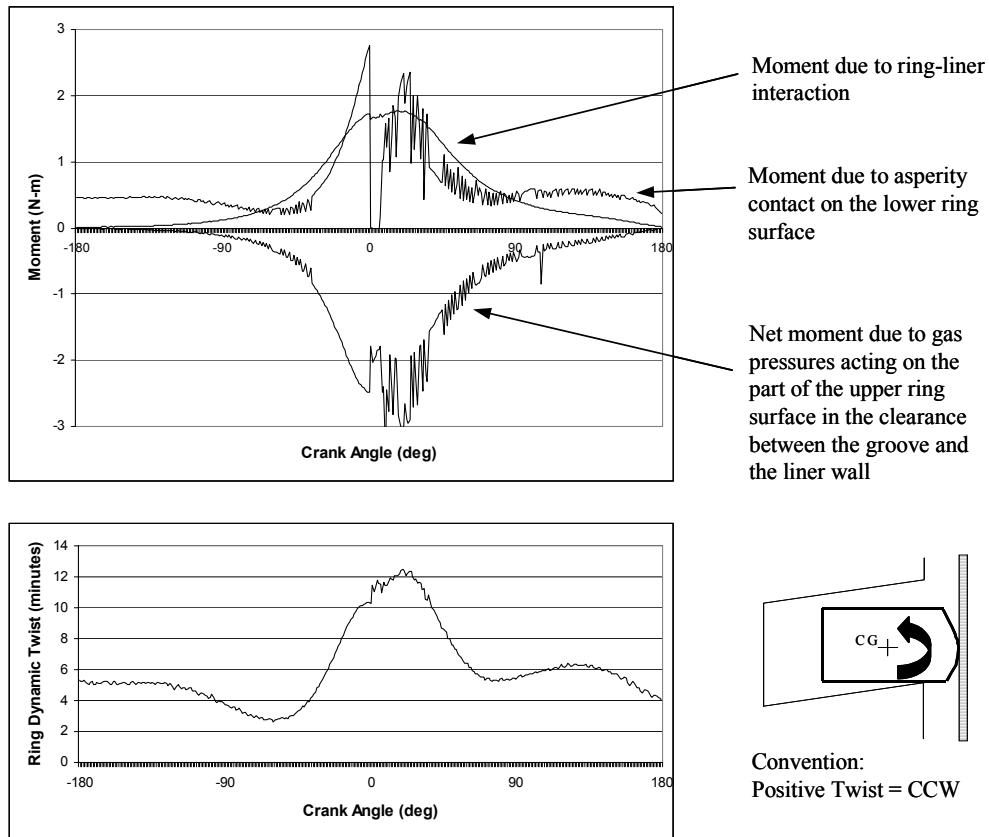 3
2
1
0
-1
-2
-3
-180
-90
0
90
180
Moment (N-m)
Crank Angle (deg)
Moment due to ring-liner
interaction
Moment due to asperity
contact on the lower ring
surface
Net moment due to gas
pressures acting on the
part of the upper ring
surface in the clearance
between the groove and
the liner wall
14
12
10
8
6
4
2
0
-180
-90
0
90
180
Ring Dynamic Twist (minutes)
Crank Angle (deg)
CG
Convention:
Positive Twist = CCW